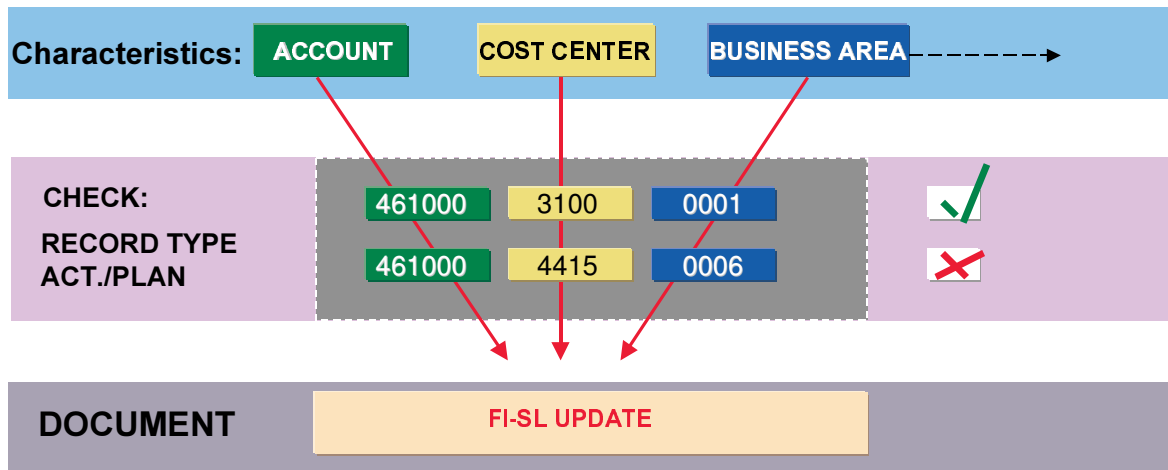 Characteristics: ACCOUNT COST CENTER BUSINESS AREA
CHECK: 461000 3100 0001
RECORD TYPE
ACT./PLAN 461000 4415 0006
DOCUMENT FI-SL UPDATE